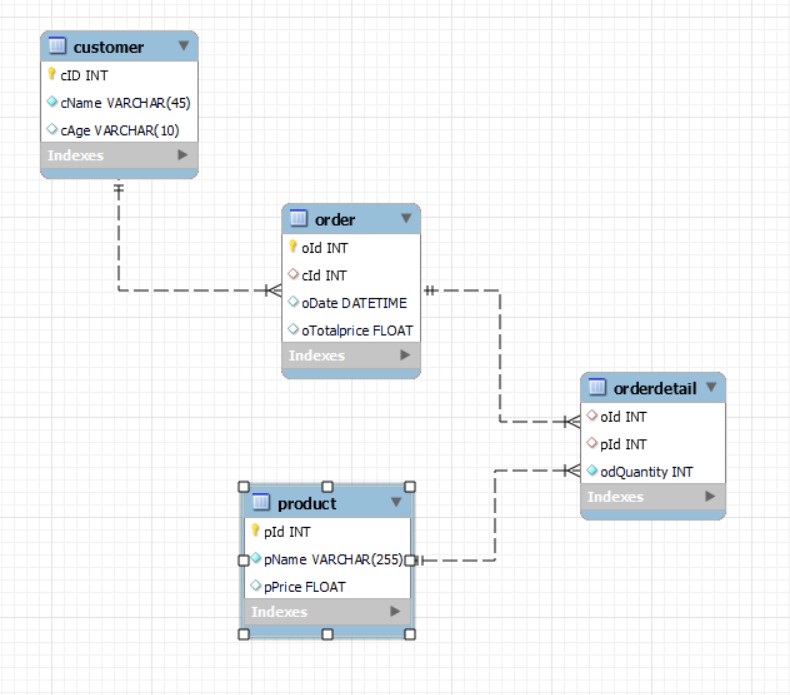 customer
cID INT
cName VARCHAR(45)
cAge VARCHAR(10)
Indexes
order
oId INT
cId INT
oDate DATETIME
oTotalprice FLOAT
Indexes
orderdetail
oId INT
pId INT
odQuantity INT
Indexes
product
pId INT
pName VARCHAR(255)
pPrice FLOAT
Indexes